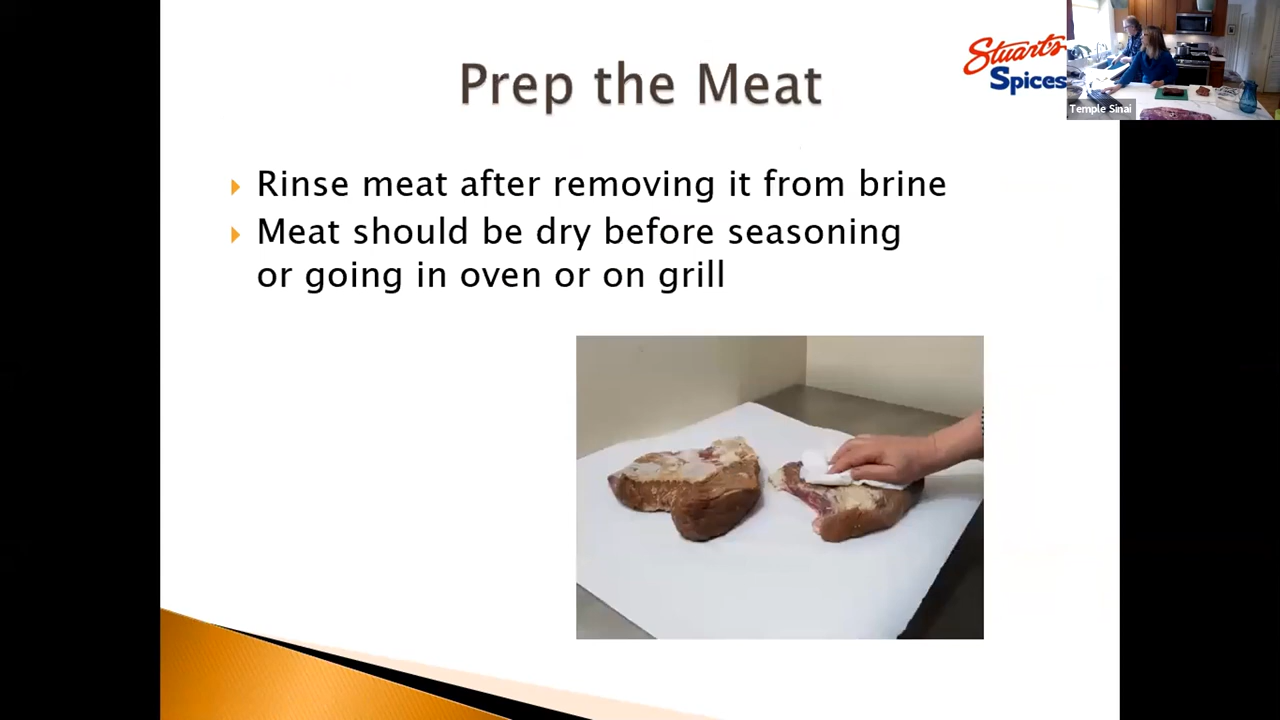 Prep the Meat
Stuart's
Spices
Temple Sinai
Rinse meat after removing it from brine
Meat should be dry before seasoning
or going in oven or on grill